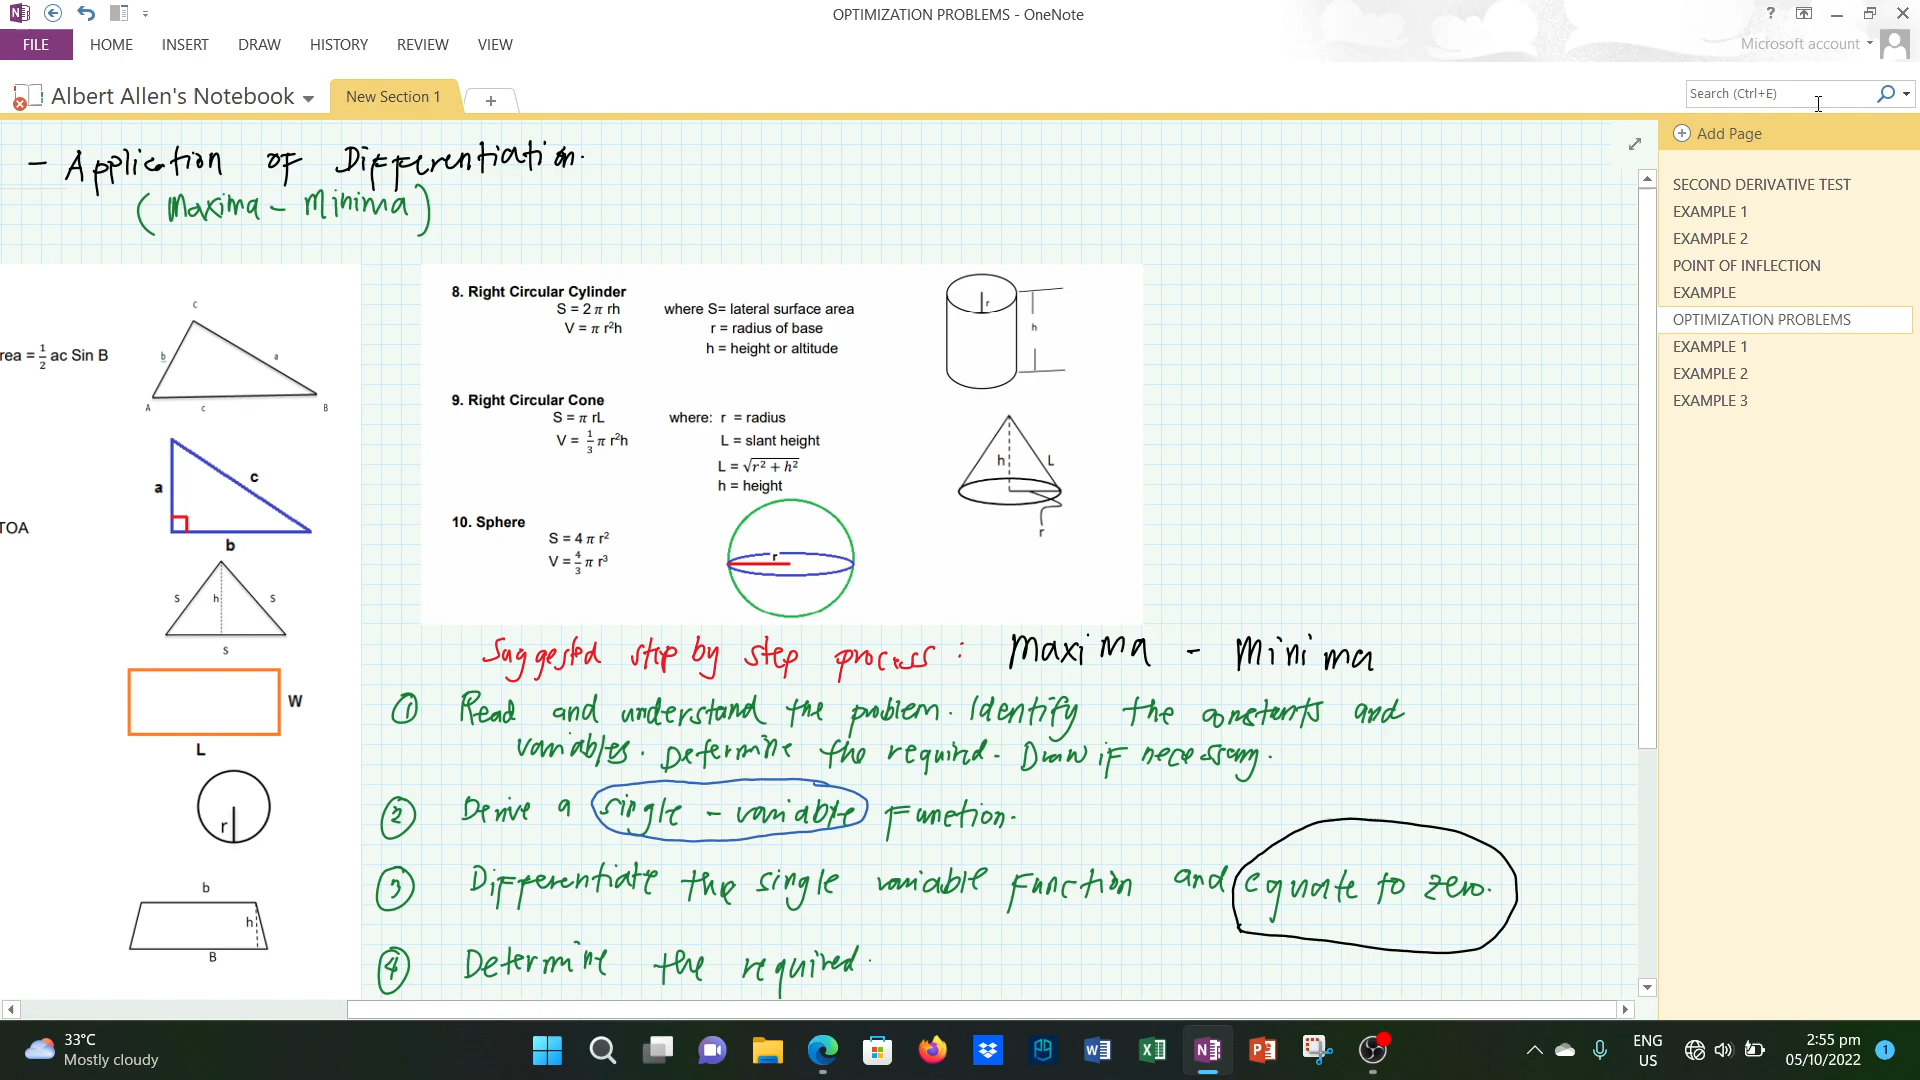 OPTIMIZATION PROBLEMS - OneNote
?
FILE HOME INSERT DRAW HISTORY REVIEW VIEW
Microsoft account
Albert Allen's Notebook
New Section 1
+
Search (Ctrl+E)
Add Page
SECOND DERIVATIVE TEST
EXAMPLE 1
EXAMPLE 2
POINT OF INFLECTION
EXAMPLE
OPTIMIZATION PROBLEMS
EXAMPLE 1
EXAMPLE 2
EXAMPLE 3
- Application of Differentiation.
(Maxima - Minima)
rea = 1/2 ac Sin B
C
b a
A c B
a c
b
TOA
S h S
S
W
L
r
b
h
B
8. Right Circular Cylinder
S = 2 π rh where S= lateral surface area
V = π r²h r = radius of base
h = height or altitude
r
h
9. Right Circular Cone
S = π rL where: r = radius
V = 1/3 π r²h L = slant height
L = √r² + h²
h = height
h L
r
10. Sphere
S = 4 π r²
V = 4/3 π r³
r
Suggested step by step process : Maxima - Minima
① Read and understand the problem. Identify the constants and
variables. Determine the required. Draw if necessary.
② Derive a single - variable function.
③ Differentiate the single variable function and equate to zero.
④ Determine the required.
33°C
Mostly cloudy
ENG
US
2:55 pm
05/10/2022
1